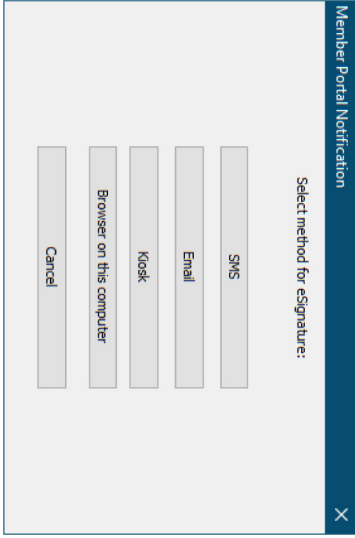 Member Portal Notification
Select method for eSignature:
SMS
Email
Kiosk
Browser on this computer
Cancel